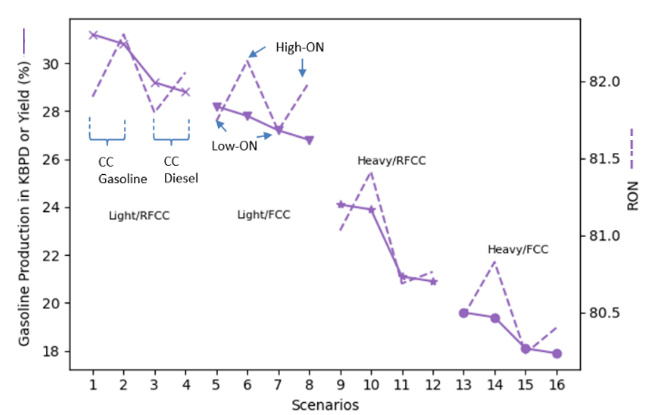 Gasoline Production in KBPD or Yield (%)
30
28
26
24
22
20
18
High-ON
Low-ON
CC
Gasoline
CC
Diesel
Light/RFCC
Light/FCC
Heavy/RFCC
Heavy/FCC
82.0
81.5
81.0
80.5
RON
1 2 3 4 5 6 7 8 9 10 11 12 13 14 15 16
Scenarios